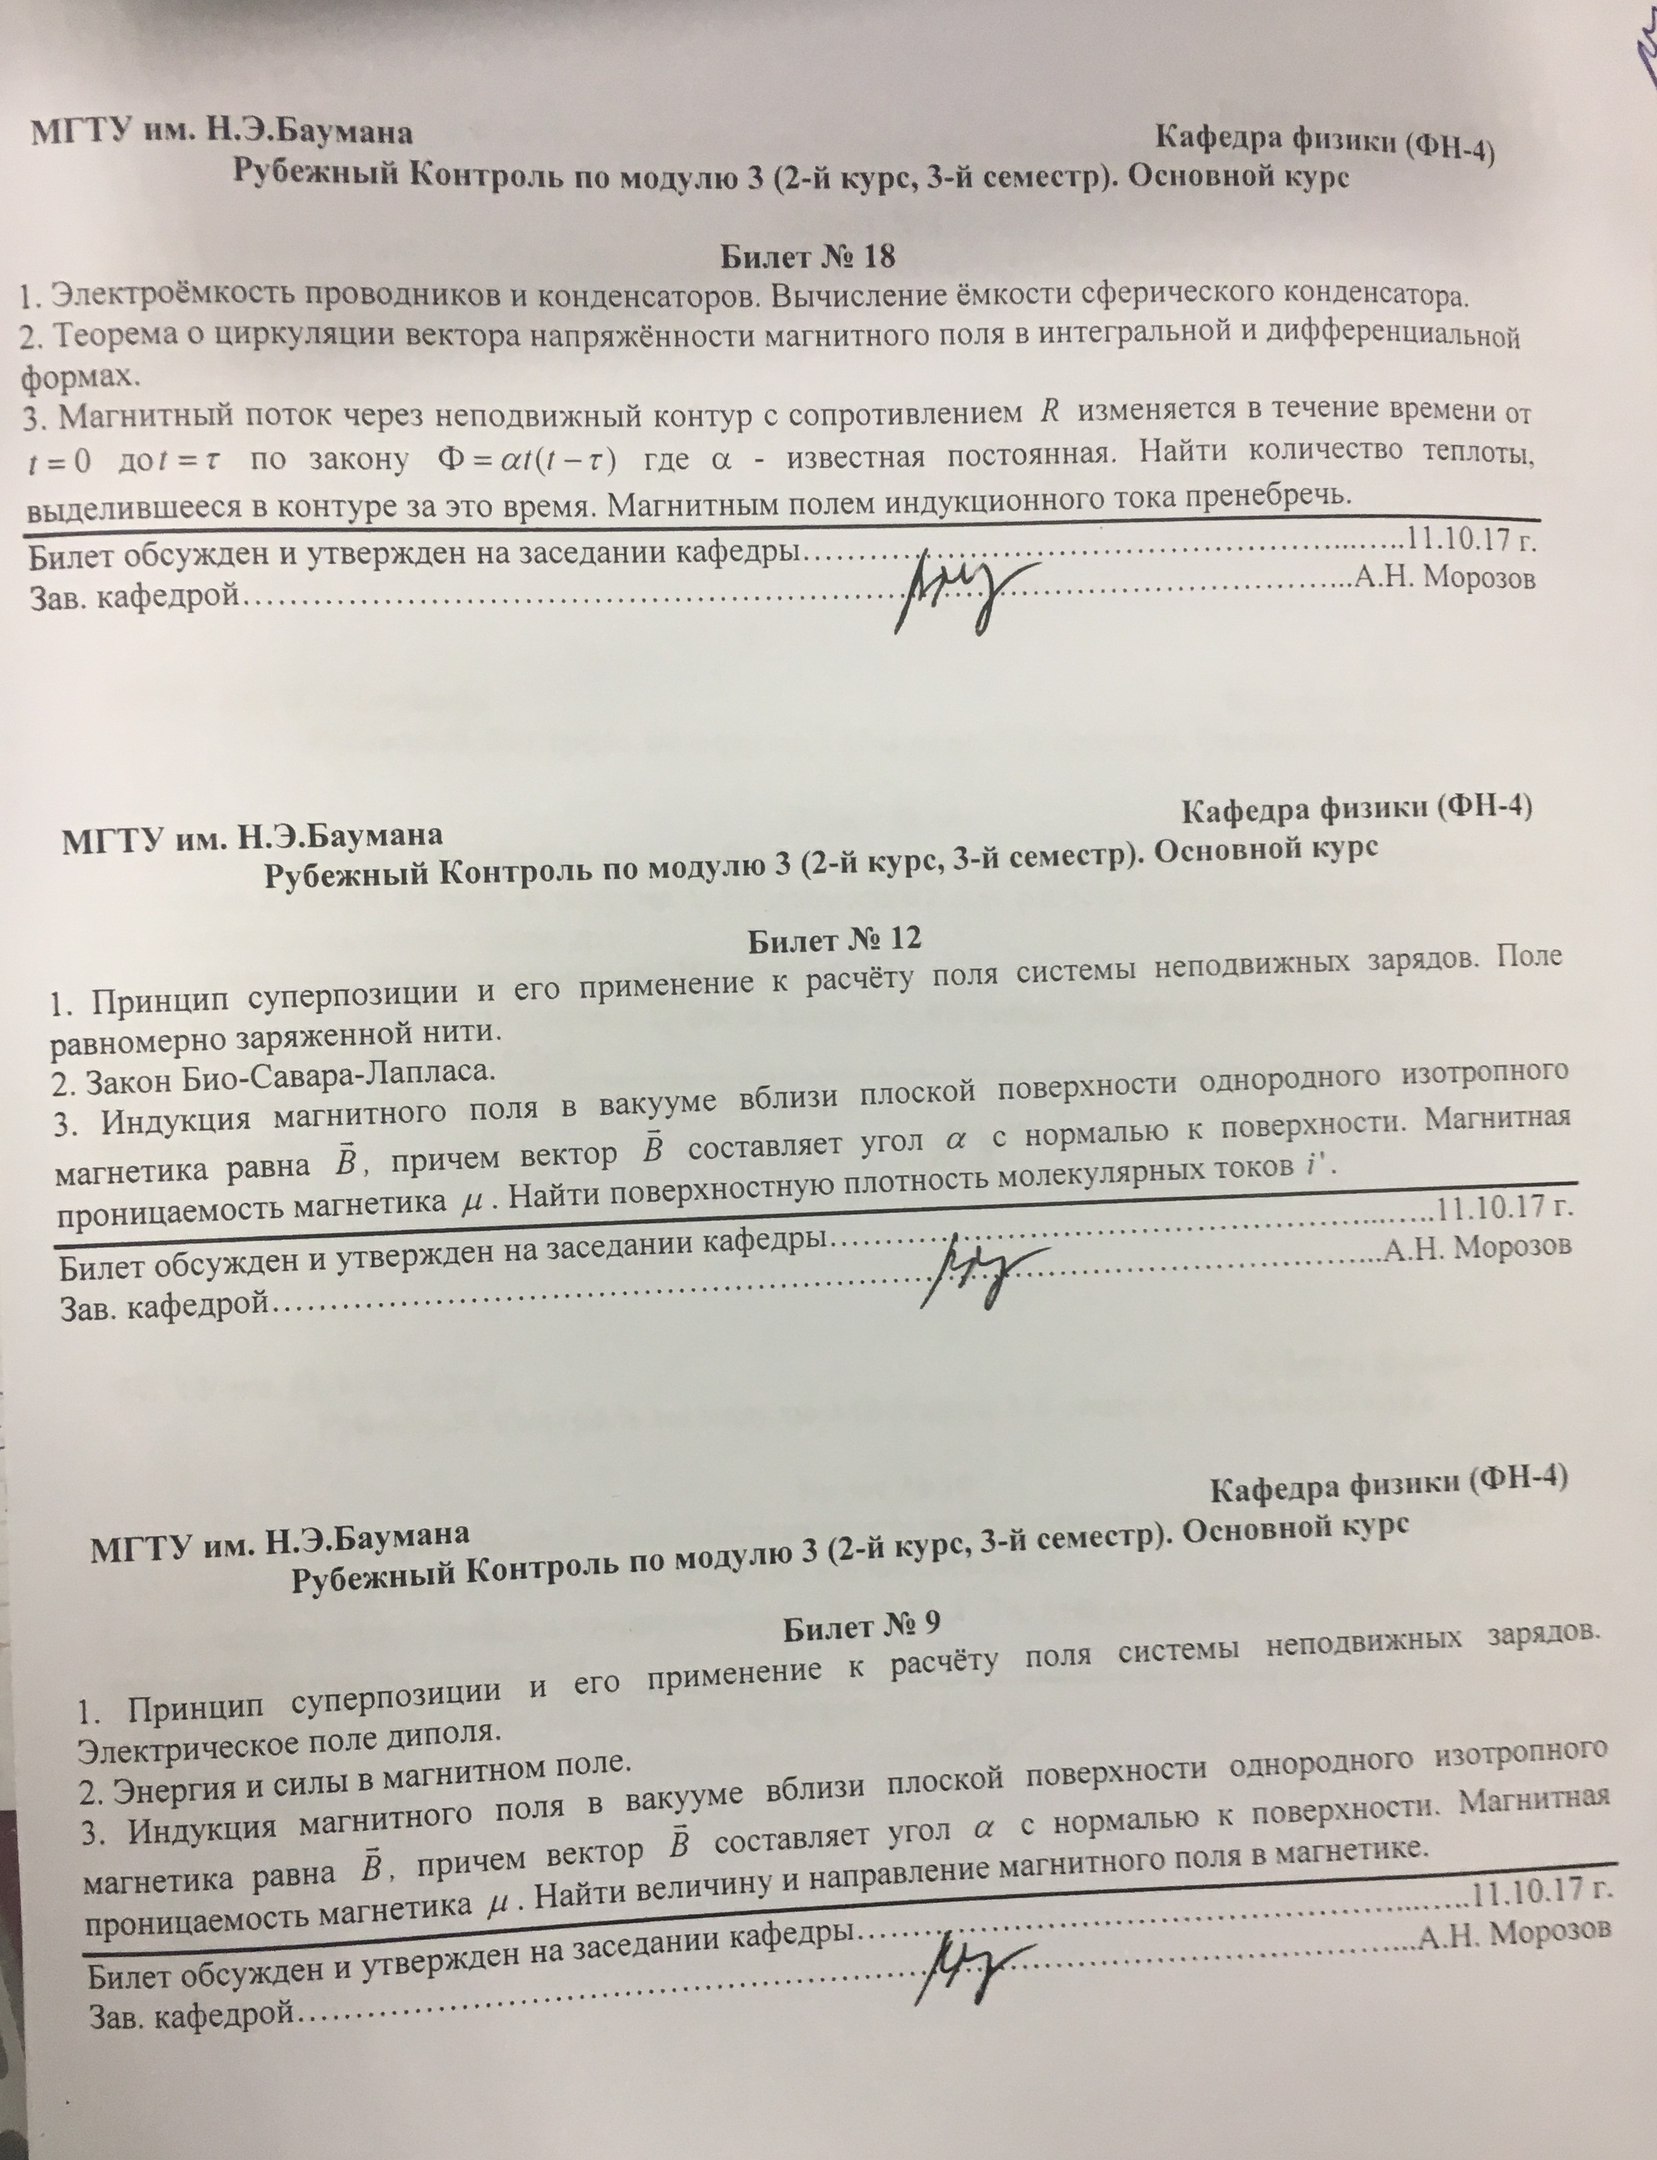 МГТУ им. Н.Э.Баумана Кафедра физики (ФН-4)
Рубежный Контроль по модулю 3 (2-й курс, 3-й семестр). Основной курс
Билет № 18
1. Электроёмкость проводников и конденсаторов. Вычисление ёмкости сферического конденсатора.
2. Теорема о циркуляции вектора напряжённости магнитного поля в интегральной и дифференциальной
формах.
3. Магнитный поток через неподвижный контур с сопротивлением R изменяется в течение времени от
t = 0 до t = τ по закону Φ = αt(t − τ) где α - известная постоянная. Найти количество теплоты,
выделившееся в контуре за это время. Магнитным полем индукционного тока пренебречь.
Билет обсужден и утвержден на заседании кафедры……………………………………………………11.10.17 г.
Зав. кафедрой……………………………………………………………………………………………А.Н. Морозов
МГТУ им. Н.Э.Баумана Кафедра физики (ФН-4)
Рубежный Контроль по модулю 3 (2-й курс, 3-й семестр). Основной курс
Билет № 12
1. Принцип суперпозиции и его применение к расчёту поля системы неподвижных зарядов. Поле
равномерно заряженной нити.
2. Закон Био-Савара-Лапласа.
3. Индукция магнитного поля в вакууме вблизи плоской поверхности однородного изотропного
магнетика равна B⃗, причем вектор B⃗ составляет угол α с нормалью к поверхности. Магнитная
проницаемость магнетика μ. Найти поверхностную плотность молекулярных токов i'.
Билет обсужден и утвержден на заседании кафедры……………………………………………………11.10.17 г.
Зав. кафедрой……………………………………………………………………………………………А.Н. Морозов
МГТУ им. Н.Э.Баумана Кафедра физики (ФН-4)
Рубежный Контроль по модулю 3 (2-й курс, 3-й семестр). Основной курс
Билет № 9
1. Принцип суперпозиции и его применение к расчёту поля системы неподвижных зарядов.
Электрическое поле диполя.
2. Энергия и силы в магнитном поле.
3. Индукция магнитного поля в вакууме вблизи плоской поверхности однородного изотропного
магнетика равна B⃗, причем вектор B⃗ составляет угол α с нормалью к поверхности. Магнитная
проницаемость магнетика μ. Найти величину и направление магнитного поля в магнетике.
Билет обсужден и утвержден на заседании кафедры……………………………………………………11.10.17 г.
Зав. кафедрой……………………………………………………………………………………………А.Н. Морозов